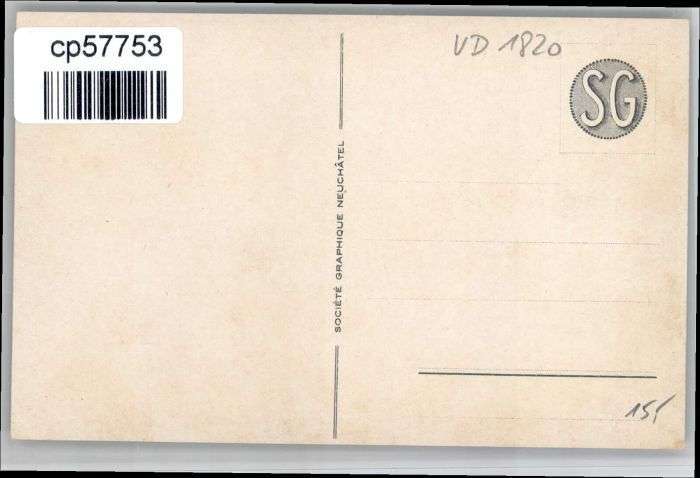 cp57753
VD 1820
SG
SOCIÉTÉ GRAPHIQUE NEUCHÂTEL